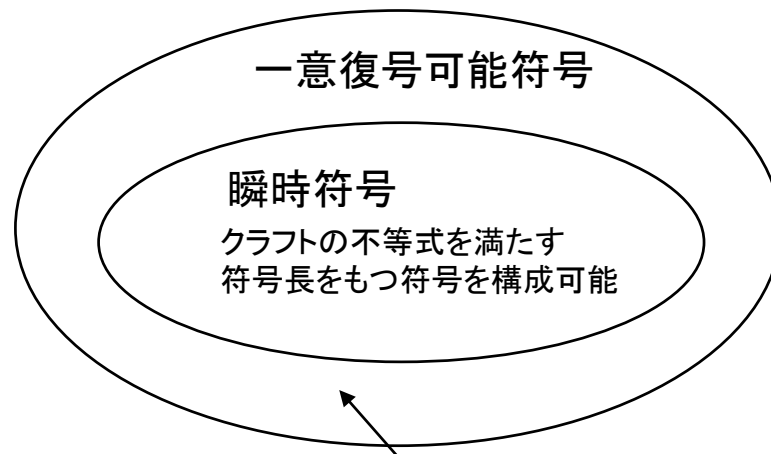 一意復号可能符号
瞬時符号
クラフトの不等式を満たす
符号長をもつ符号を構成可能